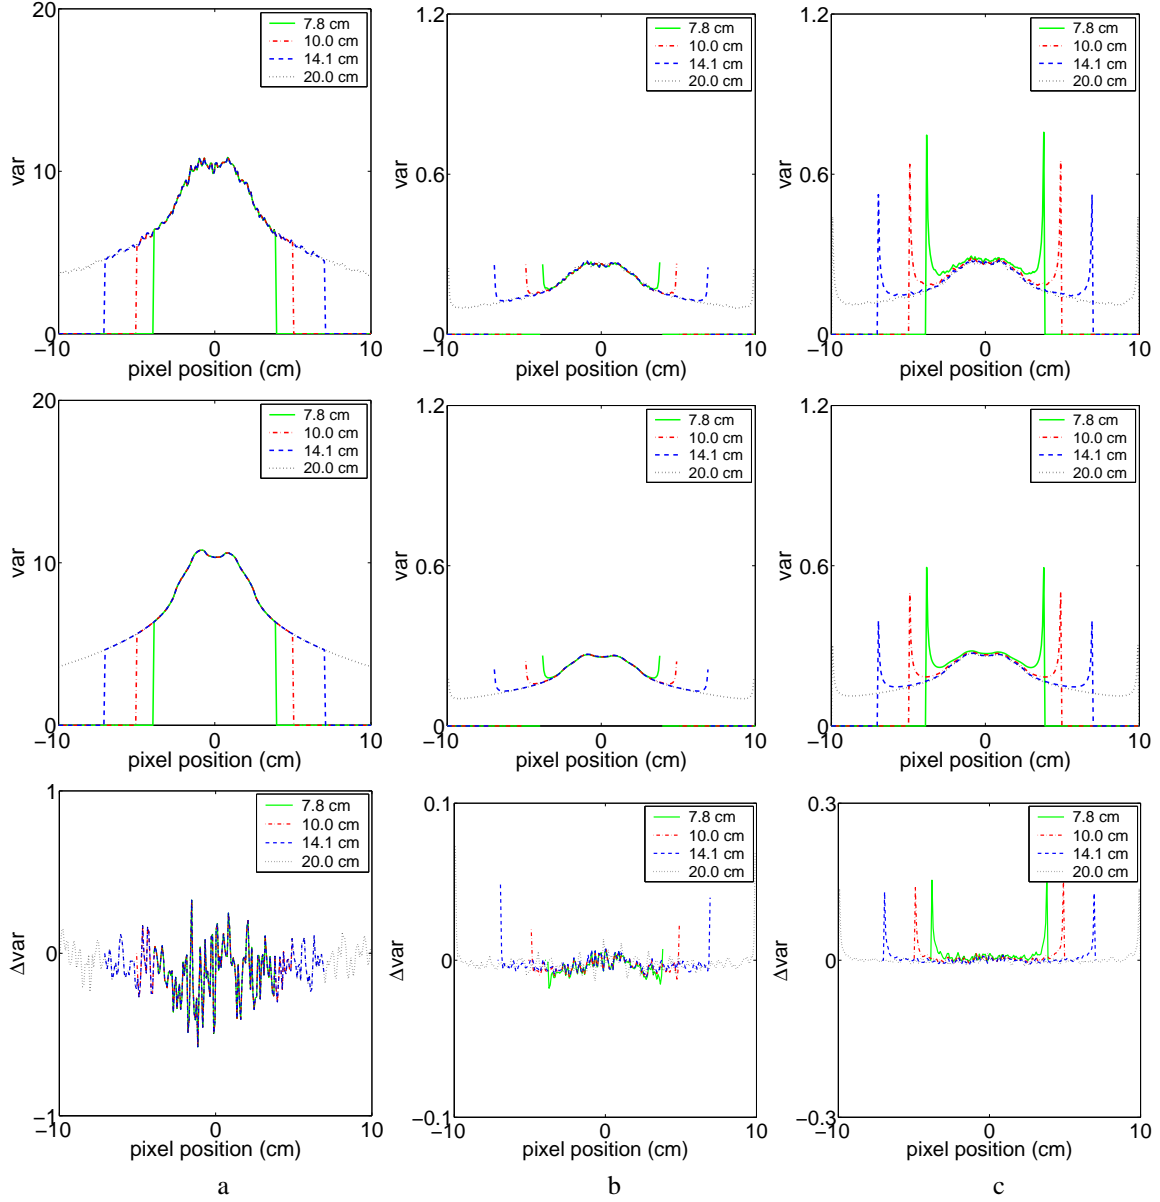 20
10
0
−10
0
10
var
pixel position (cm)
7.8 cm
10.0 cm
14.1 cm
20.0 cm
1.2
0.6
0
−10
0
10
var
pixel position (cm)
7.8 cm
10.0 cm
14.1 cm
20.0 cm
1.2
0.6
0
−10
0
10
var
pixel position (cm)
7.8 cm
10.0 cm
14.1 cm
20.0 cm
20
10
0
−10
0
10
var
pixel position (cm)
7.8 cm
10.0 cm
14.1 cm
20.0 cm
1.2
0.6
0
−10
0
10
var
pixel position (cm)
7.8 cm
10.0 cm
14.1 cm
20.0 cm
1.2
0.6
0
−10
0
10
var
pixel position (cm)
7.8 cm
10.0 cm
14.1 cm
20.0 cm
1
0
−1
−10
0
10
Δvar
pixel position (cm)
7.8 cm
10.0 cm
14.1 cm
20.0 cm
0.1
0
−0.1
−10
0
10
Δvar
pixel position (cm)
7.8 cm
10.0 cm
14.1 cm
20.0 cm
0.3
0
−0.3
−10
0
10
Δvar
pixel position (cm)
7.8 cm
10.0 cm
14.1 cm
20.0 cm
a
b
c